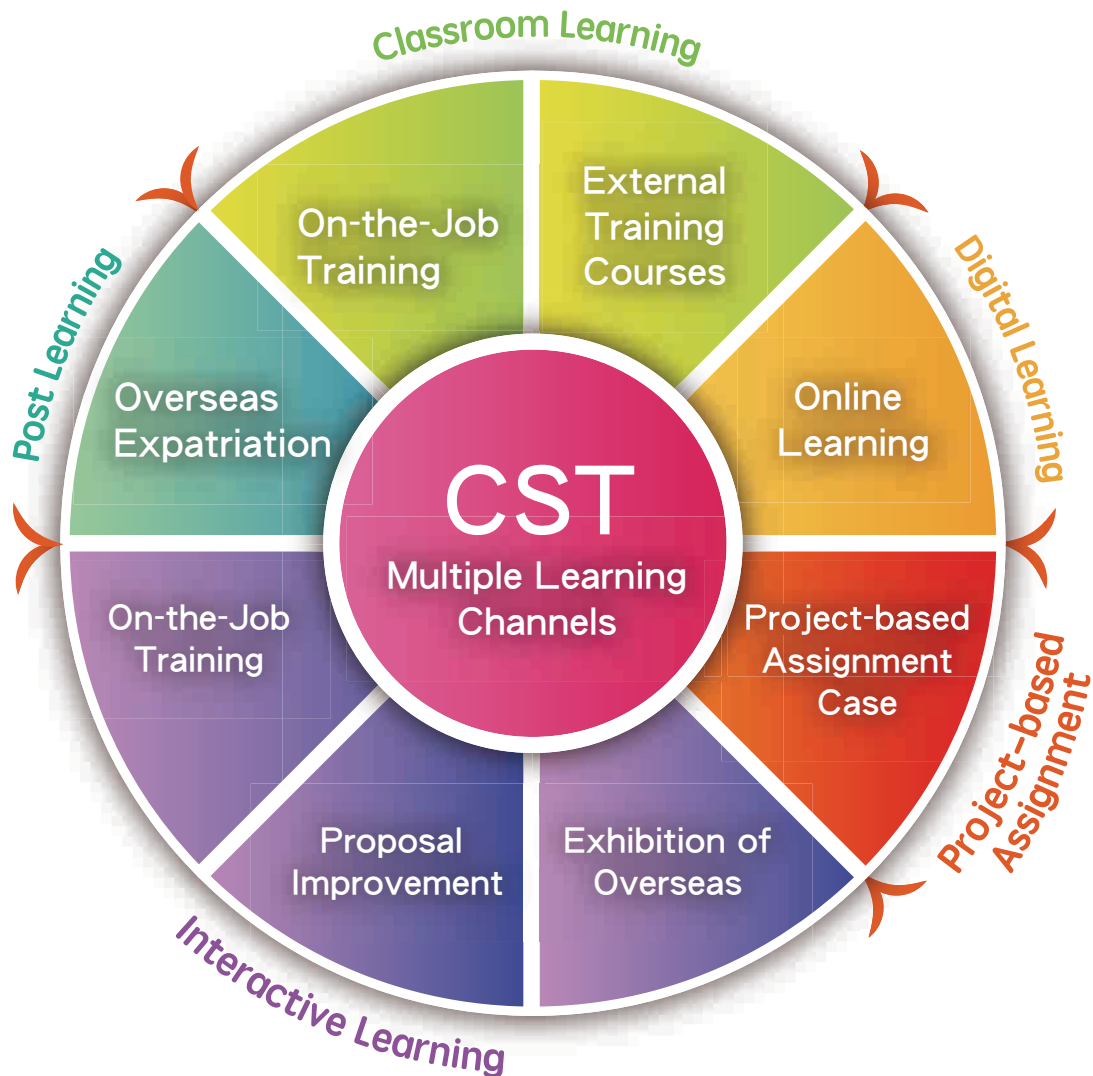 Classroom Learning
On-the-Job
Training
External
Training
Courses
Digital Learning
Online
Learning
Project-based
Assignment
Project-based
Assignment
Case
Exhibition of
Overseas
Interactive Learning
Proposal
Improvement
On-the-Job
Training
Post Learning
Overseas
Expatriation
CST
Multiple Learning
Channels